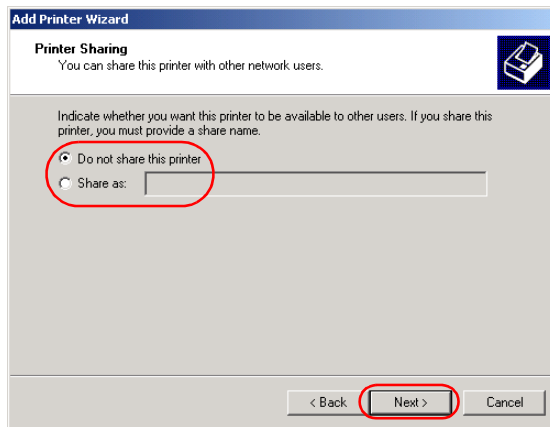 Add Printer Wizard
Printer Sharing
You can share this printer with other network users.
Indicate whether you want this printer to be available to other users. If you share this
printer, you must provide a share name.
Do not share this printer
Share as:
< Back
Next >
Cancel